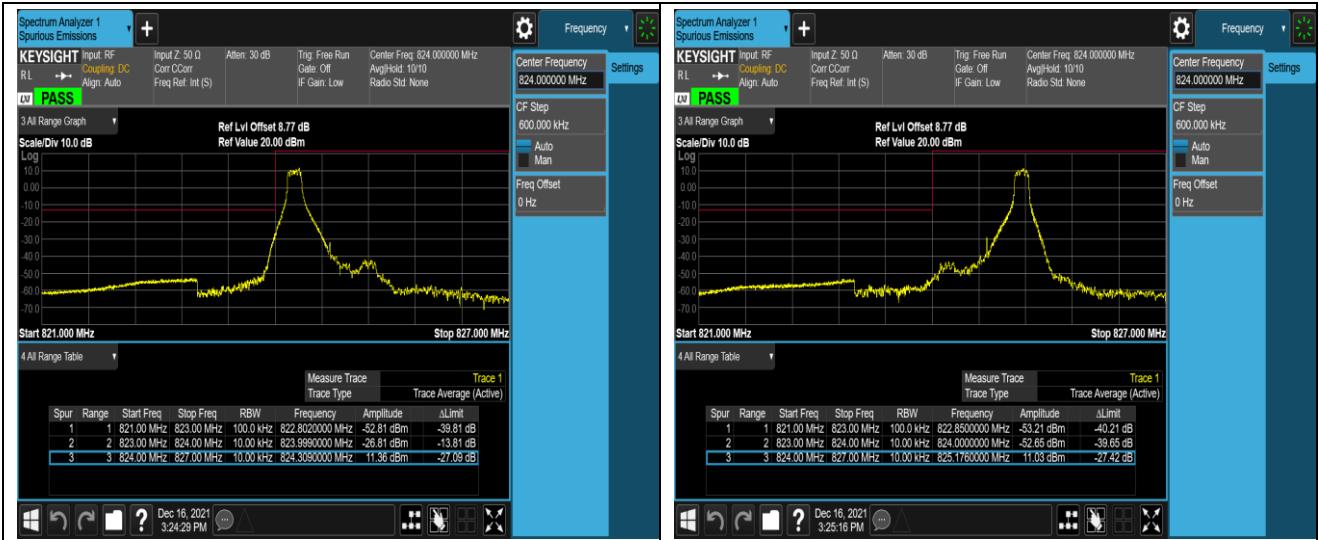 Spectrum Analyzer 1
Spurious Emissions
+
Frequency
KEYSIGHT
Input: RF
Coupling: DC
Align: Auto
Input Z: 50 Ω
Corr CCorr
Freq Ref: Int (S)
Atten: 30 dB
Trig: Free Run
Gate: Off
IF Gain: Low
Center Freq: 824.000000 MHz
Avg|Hold: 10/10
Radio Std: None
RL
LXI
PASS
Center Frequency
824.000000 MHz
Settings
CF Step
600.000 kHz
Auto
Man
Freq Offset
0 Hz
3 All Range Graph
Scale/Div 10.0 dB
Ref Lvl Offset 8.77 dB
Ref Value 20.00 dBm
Log
10.0
0.00
-10.0
-20.0
-30.0
-40.0
-50.0
-60.0
-70.0
Start 821.000 MHz
Stop 827.000 MHz
4 All Range Table
Measure Trace Trace 1
Trace Type Trace Average (Active)
Spur Range Start Freq Stop Freq RBW Frequency Amplitude ΔLimit
1 1 821.00 MHz 823.00 MHz 100.0 kHz 822.8020000 MHz -52.81 dBm -39.81 dB
2 2 823.00 MHz 824.00 MHz 10.00 kHz 823.9990000 MHz -26.81 dBm -13.81 dB
3 3 824.00 MHz 827.00 MHz 10.00 kHz 824.3090000 MHz 11.36 dBm -27.09 dB
?
Dec 16, 2021
3:24:29 PM
Spectrum Analyzer 1
Spurious Emissions
+
Frequency
KEYSIGHT
Input: RF
Coupling: DC
Align: Auto
Input Z: 50 Ω
Corr CCorr
Freq Ref: Int (S)
Atten: 30 dB
Trig: Free Run
Gate: Off
IF Gain: Low
Center Freq: 824.000000 MHz
Avg|Hold: 10/10
Radio Std: None
RL
LXI
PASS
Center Frequency
824.000000 MHz
Settings
CF Step
600.000 kHz
Auto
Man
Freq Offset
0 Hz
3 All Range Graph
Scale/Div 10.0 dB
Ref Lvl Offset 8.77 dB
Ref Value 20.00 dBm
Log
10.0
0.00
-10.0
-20.0
-30.0
-40.0
-50.0
-60.0
-70.0
Start 821.000 MHz
Stop 827.000 MHz
4 All Range Table
Measure Trace Trace 1
Trace Type Trace Average (Active)
Spur Range Start Freq Stop Freq RBW Frequency Amplitude ΔLimit
1 1 821.00 MHz 823.00 MHz 100.0 kHz 822.8500000 MHz -53.21 dBm -40.21 dB
2 2 823.00 MHz 824.00 MHz 10.00 kHz 824.0000000 MHz -52.65 dBm -39.65 dB
3 3 824.00 MHz 827.00 MHz 10.00 kHz 825.1760000 MHz 11.03 dBm -27.42 dB
?
Dec 16, 2021
3:25:16 PM